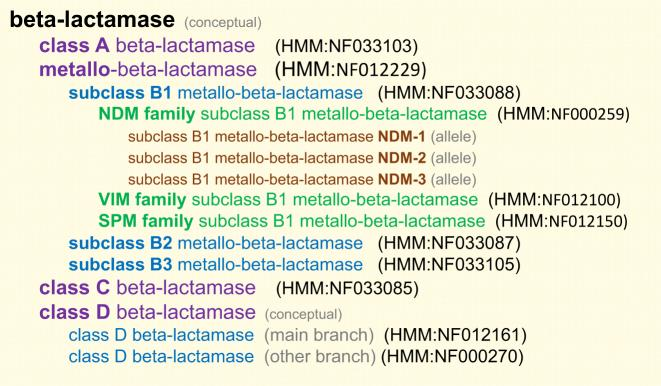 beta-lactamase (conceptual)
class A beta-lactamase (HMM:NF033103)
metallo-beta-lactamase (HMM:NF012229)
subclass B1 metallo-beta-lactamase (HMM:NF033088)
NDM family subclass B1 metallo-beta-lactamase (HMM:NF000259)
subclass B1 metallo-beta-lactamase NDM-1 (allele)
subclass B1 metallo-beta-lactamase NDM-2 (allele)
subclass B1 metallo-beta-lactamase NDM-3 (allele)
VIM family subclass B1 metallo-beta-lactamase (HMM:NF012100)
SPM family subclass B1 metallo-beta-lactamase (HMM:NF012150)
subclass B2 metallo-beta-lactamase (HMM:NF033087)
subclass B3 metallo-beta-lactamase (HMM:NF033105)
class C beta-lactamase (HMM:NF033085)
class D beta-lactamase (conceptual)
class D beta-lactamase (main branch) (HMM:NF012161)
class D beta-lactamase (other branch) (HMM:NF000270)